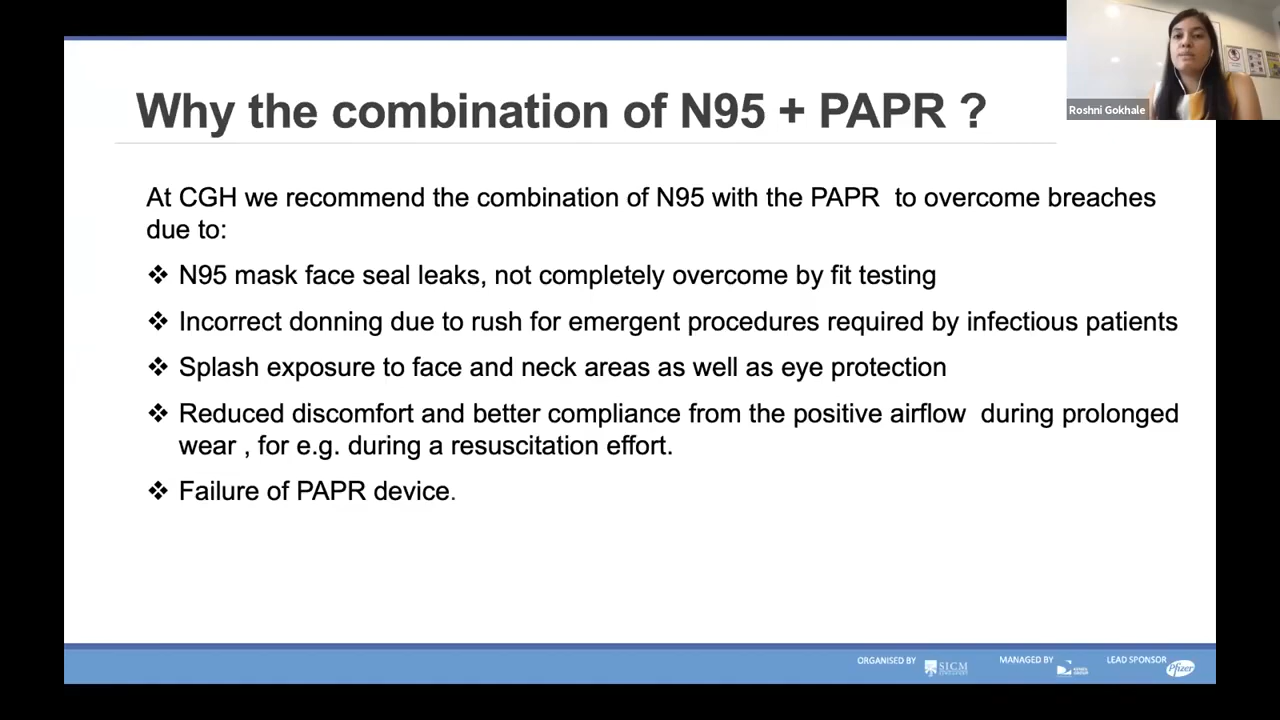 Why the combination of N95 + PAPR ?
Roshni Gokhale
At CGH we recommend the combination of N95 with the PAPR to overcome breaches
due to:
❖ N95 mask face seal leaks, not completely overcome by fit testing
❖ Incorrect donning due to rush for emergent procedures required by infectious patients
❖ Splash exposure to face and neck areas as well as eye protection
❖ Reduced discomfort and better compliance from the positive airflow during prolonged
wear , for e.g. during a resuscitation effort.
❖ Failure of PAPR device.
ORGANISED BY
SICM
MANAGED BY
LEAD SPONSOR
Pfizer